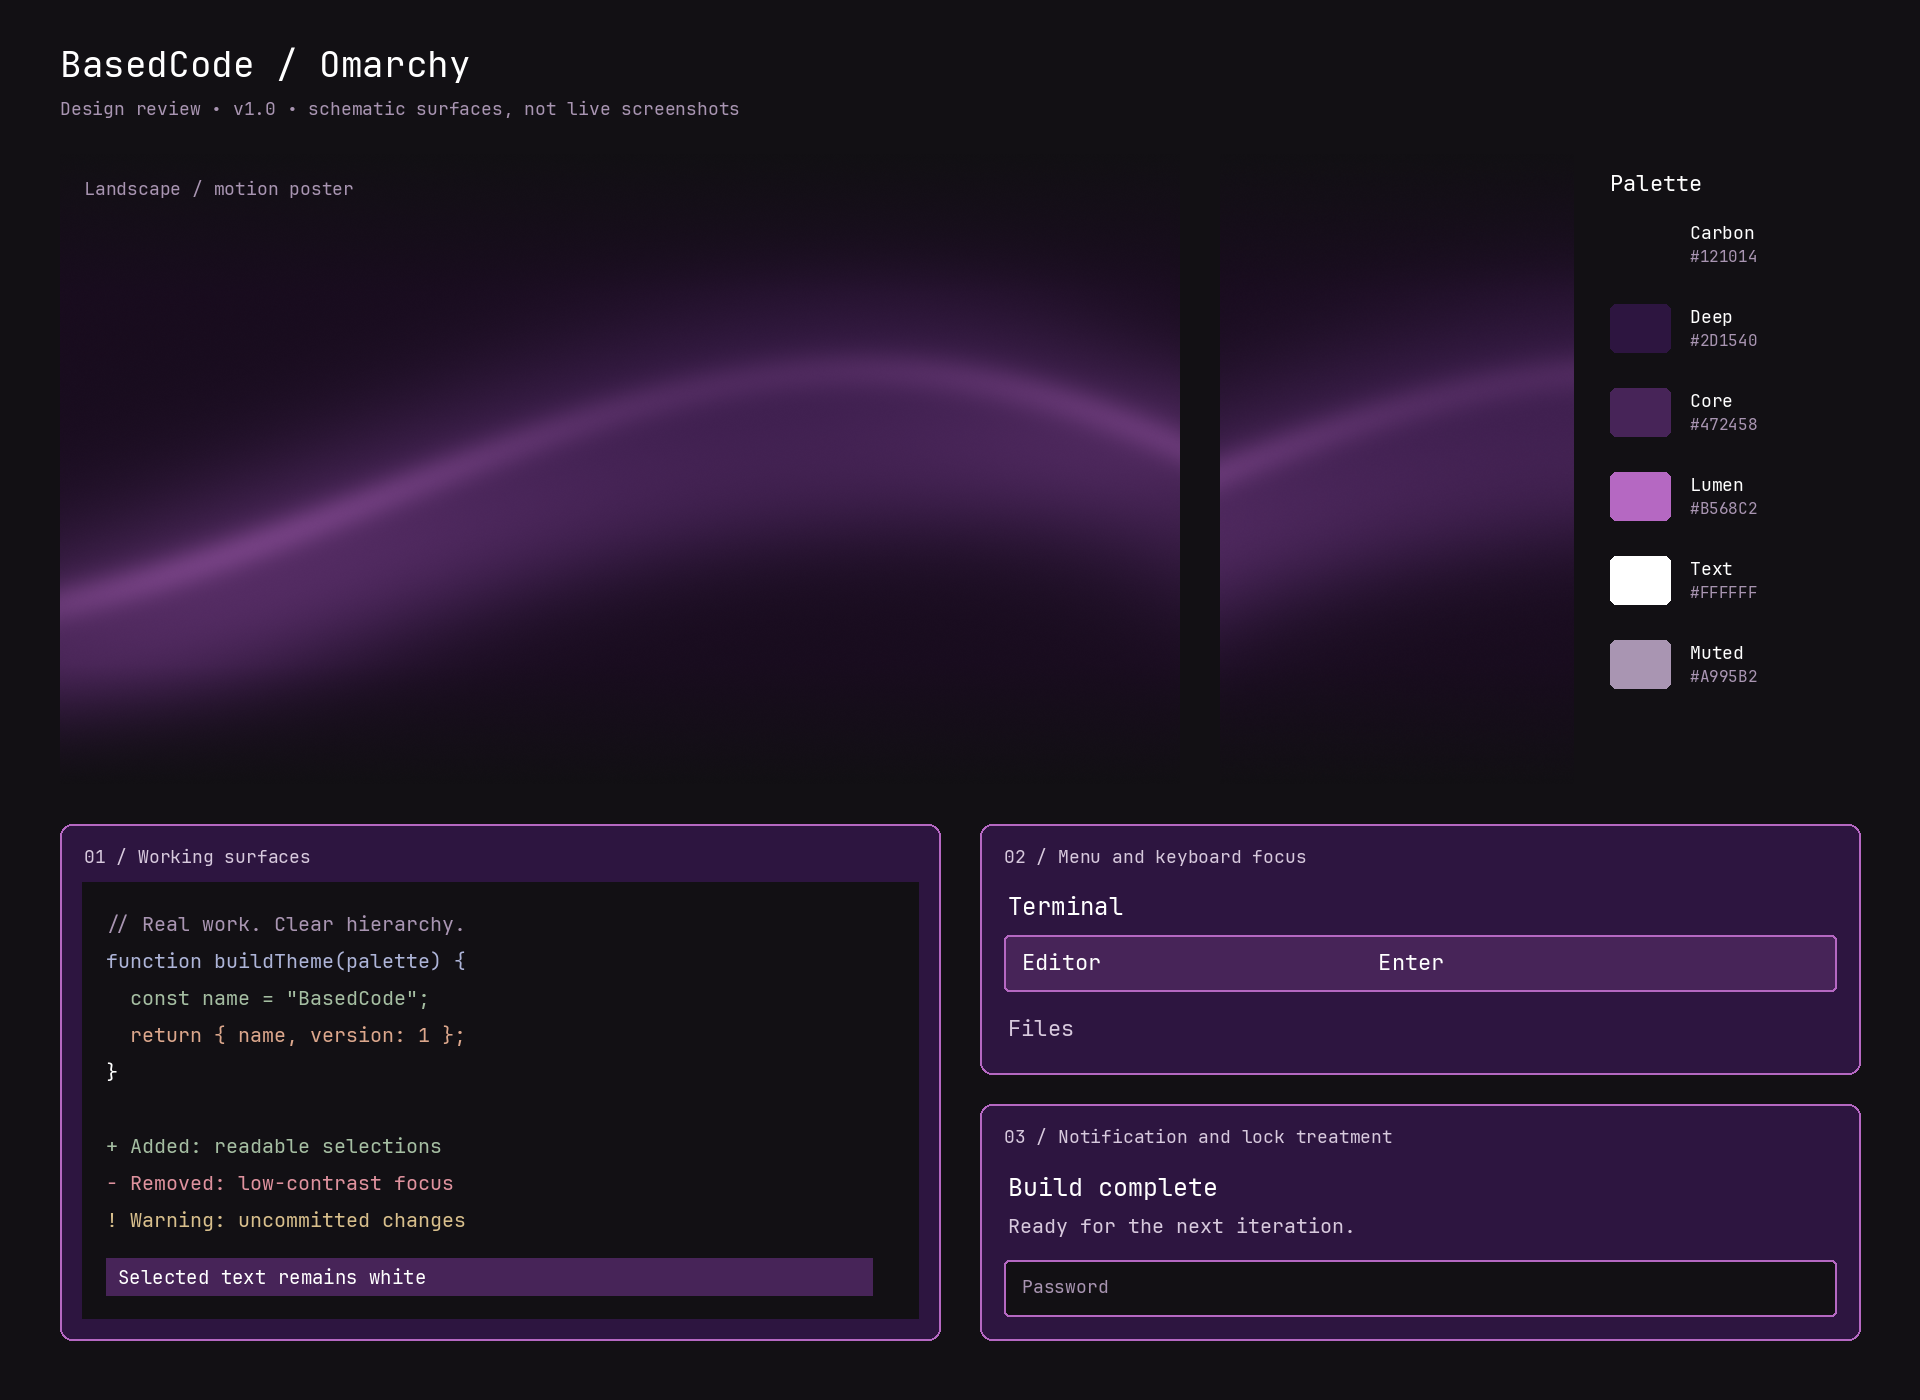 BasedCode / Omarchy
Design review • v1.0 • schematic surfaces, not live screenshots
Landscape / motion poster
Palette
Carbon
#121014
Deep
#2D1540
Core
#472458
Lumen
#B568C2
Text
#FFFFFF
Muted
#A995B2
01 / Working surfaces
// Real work. Clear hierarchy.
function buildTheme(palette) {
  const name = "BasedCode";
  return { name, version: 1 };
}
+ Added: readable selections
- Removed: low-contrast focus
! Warning: uncommitted changes
Selected text remains white
02 / Menu and keyboard focus
Terminal
Editor Enter
Files
03 / Notification and lock treatment
Build complete
Ready for the next iteration.
Password